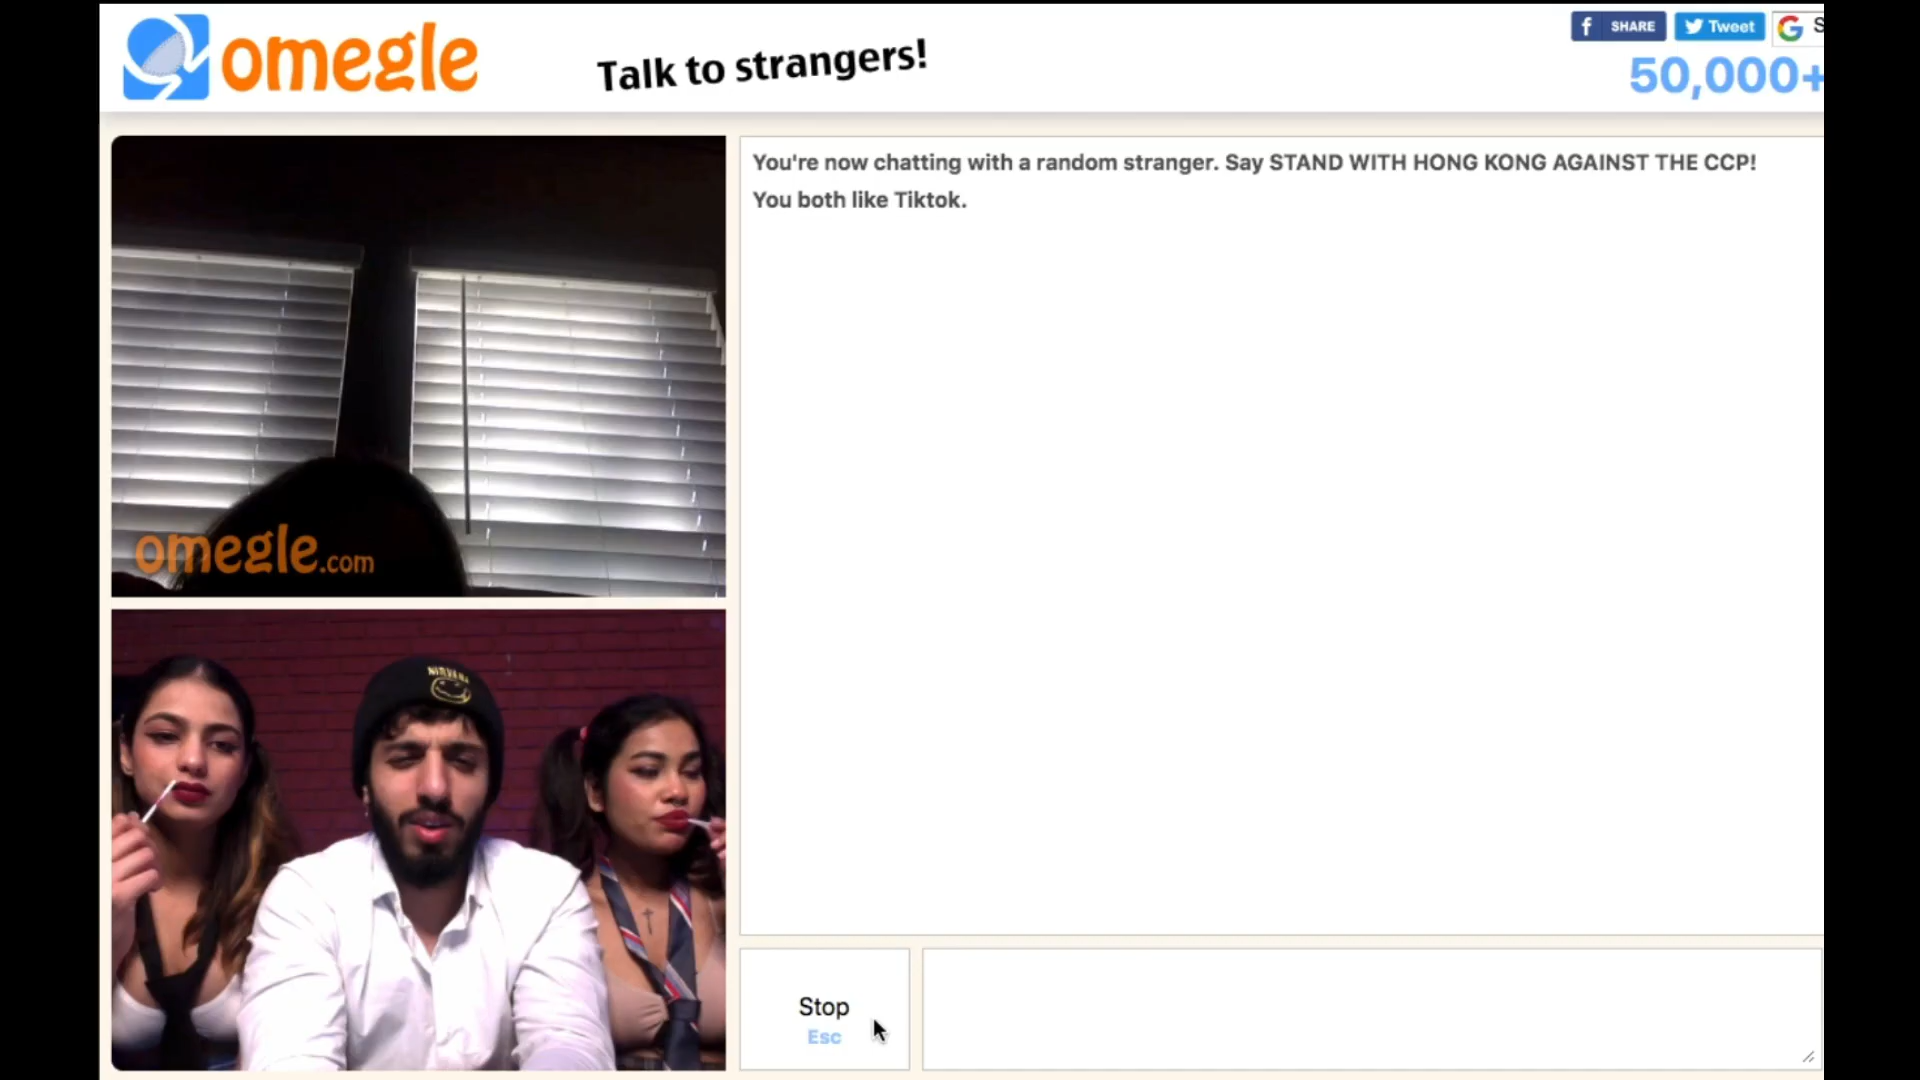 omegle
Talk to strangers!
f SHARE
Tweet
G S
50,000+
You're now chatting with a random stranger. Say STAND WITH HONG KONG AGAINST THE CCP!
You both like Tiktok.
omegle.com
NIRVANA
Stop
Esc